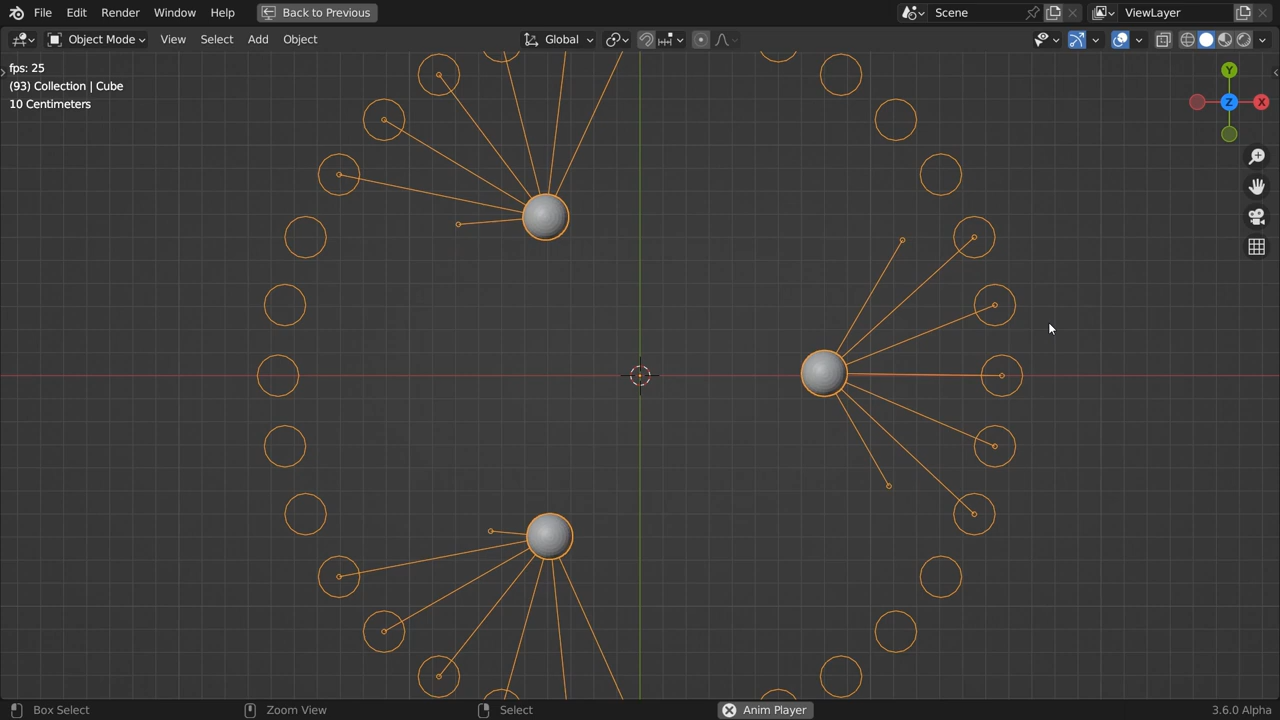 File Edit Render Window Help Back to Previous Scene ViewLayer
Object Mode View Select Add Object Global
fps: 25
(93) Collection | Cube
10 Centimeters
Y
Z X
Box Select Zoom View Select Anim Player 3.6.0 Alpha